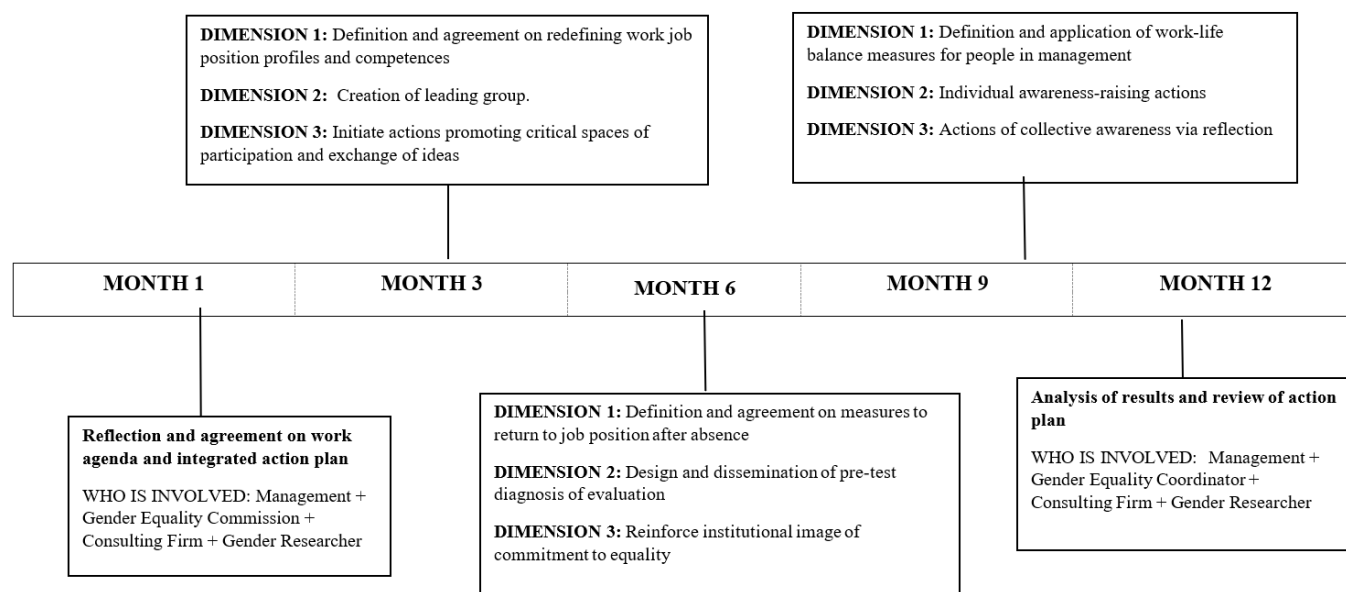 DIMENSION 1: Definition and agreement on redefining work job
position profiles and competences
DIMENSION 2: Creation of leading group.
DIMENSION 3: Initiate actions promoting critical spaces of
participation and exchange of ideas
DIMENSION 1: Definition and application of work-life
balance measures for people in management
DIMENSION 2: Individual awareness-raising actions
DIMENSION 3: Actions of collective awareness via reflection
MONTH 1
MONTH 3
MONTH 6
MONTH 9
MONTH 12
Reflection and agreement on work
agenda and integrated action plan
WHO IS INVOLVED: Management +
Gender Equality Commission +
Consulting Firm + Gender Researcher
DIMENSION 1: Definition and agreement on measures to
return to job position after absence
DIMENSION 2: Design and dissemination of pre-test
diagnosis of evaluation
DIMENSION 3: Reinforce institutional image of
commitment to equality
Analysis of results and review of action
plan
WHO IS INVOLVED: Management +
Gender Equality Coordinator +
Consulting Firm + Gender Researcher